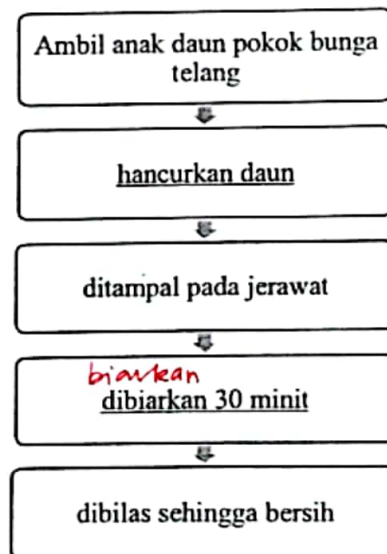 Ambil anak daun pokok bunga
telang
hancurkan daun
ditampal pada jerawat
biarkan
dibiarkan 30 minit
dibilas sehingga bersih